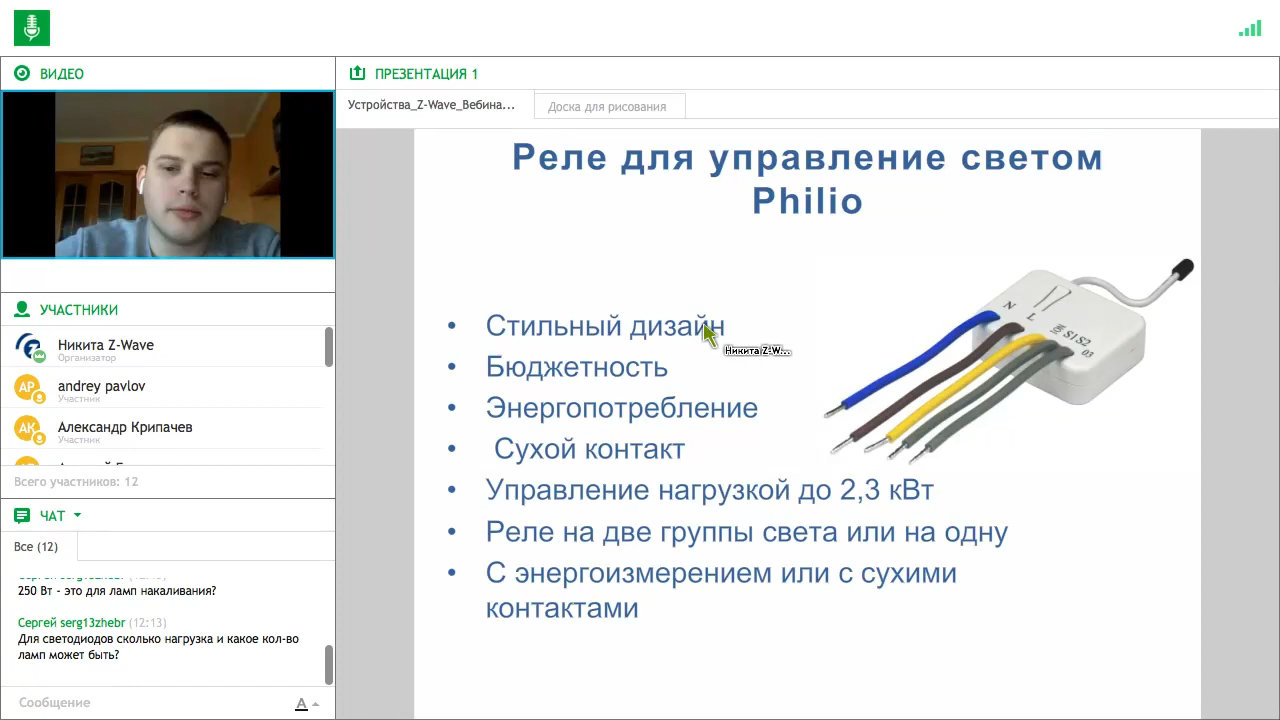 ВИДЕО
ПРЕЗЕНТАЦИЯ 1
Устройства_Z-Wave_Вебина...
Доска для рисования
Реле для управление светом
Philio
• Стильный дизайн
Никита Z-W...
• Бюджетность
• Энергопотребление
• Сухой контакт
• Управление нагрузкой до 2,3 кВт
• Реле на две группы света или на одну
• С энергоизмерением или с сухими
контактами
N
L
S1 S2
УЧАСТНИКИ
Никита Z-Wave
Организатор
AP
andrey pavlov
Участник
АК
Александр Крипачев
Участник
Всего участников: 12
ЧАТ
Все (12)
Сергей serg13zhebr
250 Вт - это для ламп накаливания?
Сергей serg13zhebr (12:13)
Для светодиодов сколько нагрузка и какое кол-во
ламп может быть?
Сообщение
A